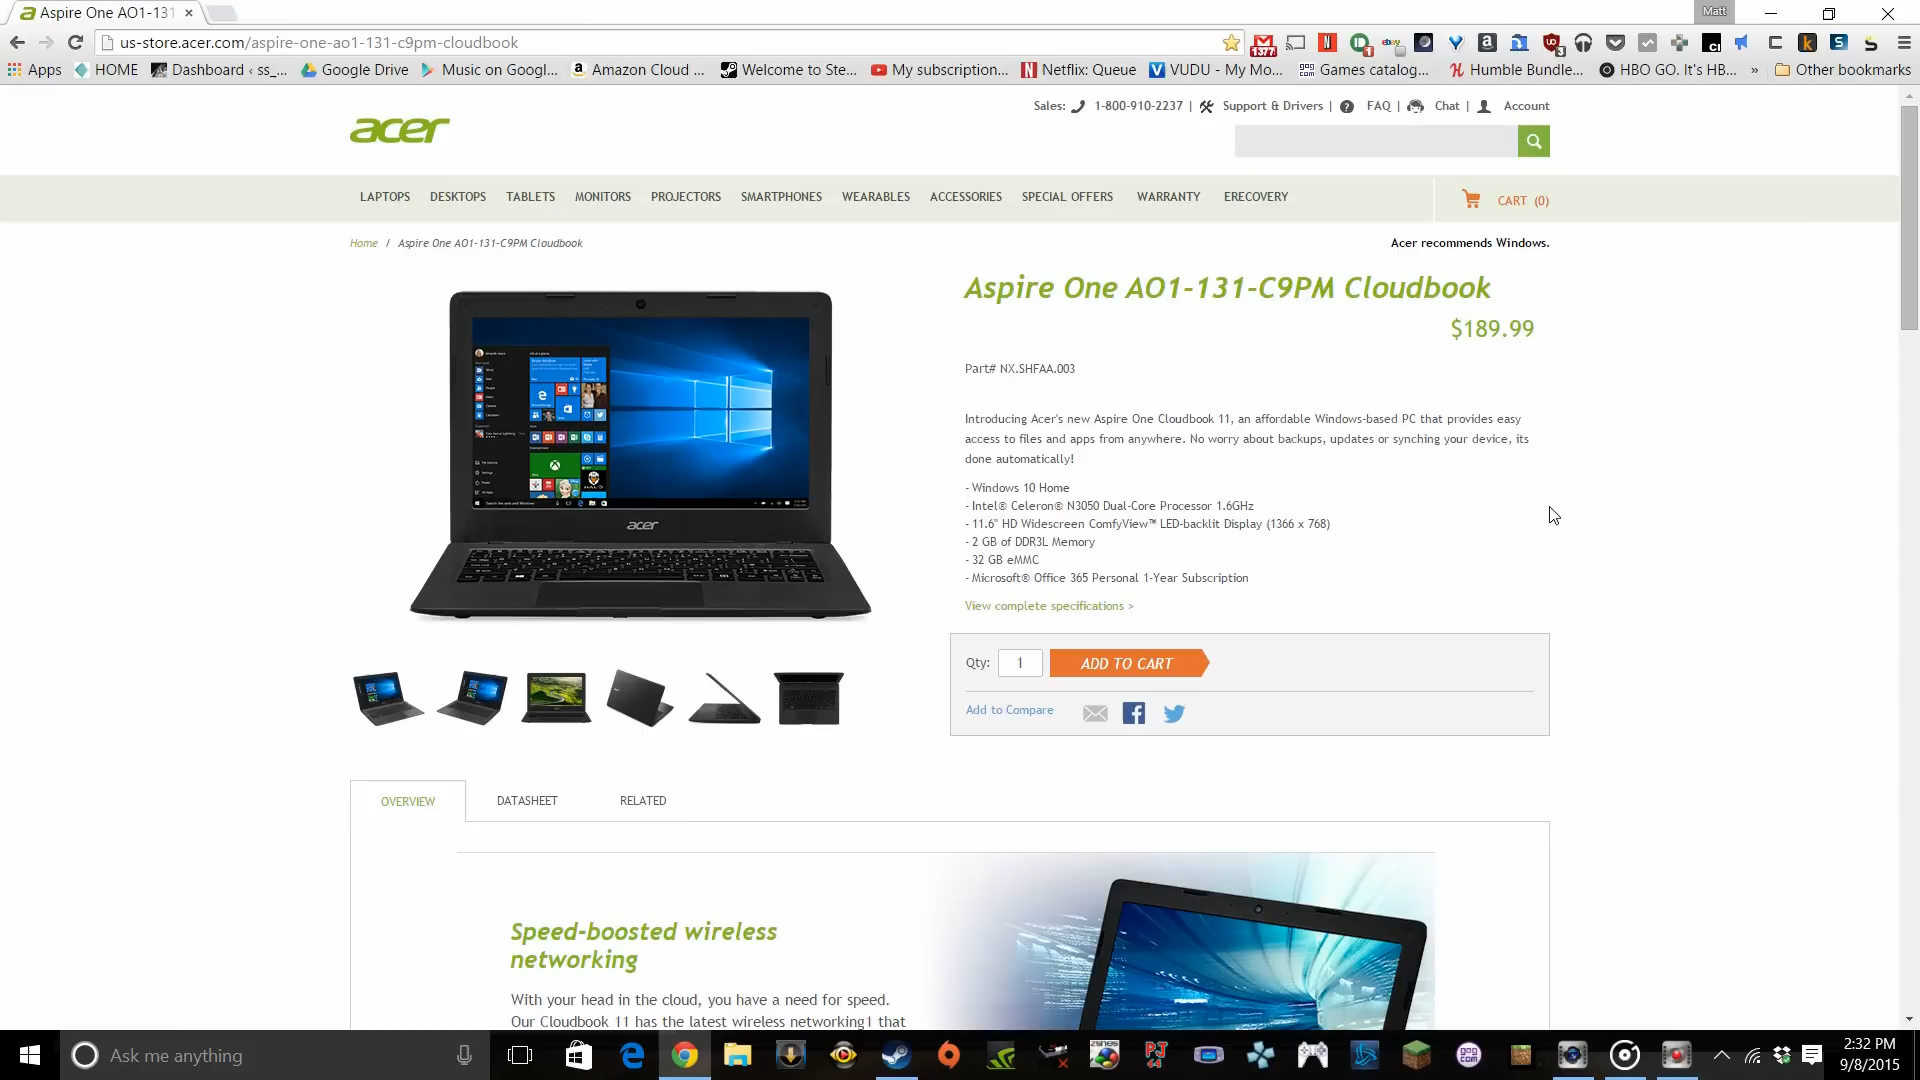 Aspire One AO1-131
Matt
us-store.acer.com/aspire-one-ao1-131-c9pm-cloudbook
1377
Apps
HOME
Dashboard ‹ ss_...
Google Drive
Music on Googl...
Amazon Cloud ...
Welcome to Ste...
My subscription...
Netflix: Queue
VUDU - My Mo...
Games catalog...
Humble Bundle...
HBO GO. It's HB...
»
Other bookmarks
Sales: 1-800-910-2237 | Support & Drivers | FAQ | Chat | Account
acer
LAPTOPS DESKTOPS TABLETS MONITORS PROJECTORS SMARTPHONES WEARABLES ACCESSORIES SPECIAL OFFERS WARRANTY ERECOVERY
CART (0)
Home / Aspire One AO1-131-C9PM Cloudbook
Acer recommends Windows.
Aspire One AO1-131-C9PM Cloudbook
$189.99
Part# NX.SHFAA.003
Introducing Acer's new Aspire One Cloudbook 11, an affordable Windows-based PC that provides easy
access to files and apps from anywhere. No worry about backups, updates or synching your device, its
done automatically!
- Windows 10 Home
- Intel® Celeron® N3050 Dual-Core Processor 1.6GHz
- 11.6" HD Widescreen ComfyView™ LED-backlit Display (1366 x 768)
- 2 GB of DDR3L Memory
- 32 GB eMMC
- Microsoft® Office 365 Personal 1-Year Subscription
View complete specifications >
acer
Qty: 1 ADD TO CART
Add to Compare
OVERVIEW
DATASHEET
RELATED
Speed-boosted wireless
networking
With your head in the cloud, you have a need for speed.
Our Cloudbook 11 has the latest wireless networking1 that
Ask me anything
2:32 PM
9/8/2015